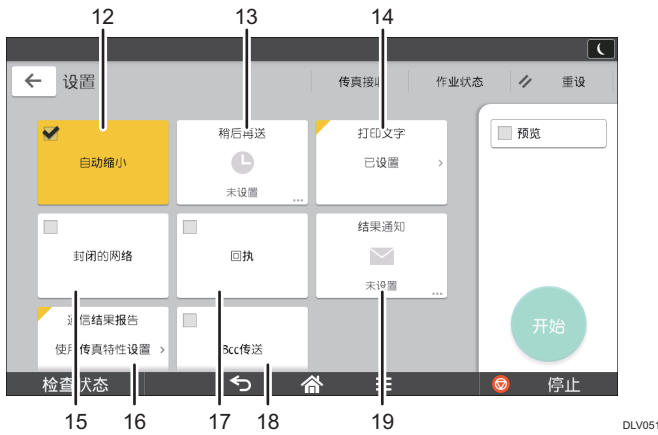 12 13 14
设置 传真接收 作业状态 重设
自动缩小
稍后再送
未设置
打印文字
已设置
预览
封闭的网络
回执
结果通知
未设置
通信结果报告
使用传真特性设置
Bcc传送
开始
检查状态 停止
15 16 17 18 19
DLV051